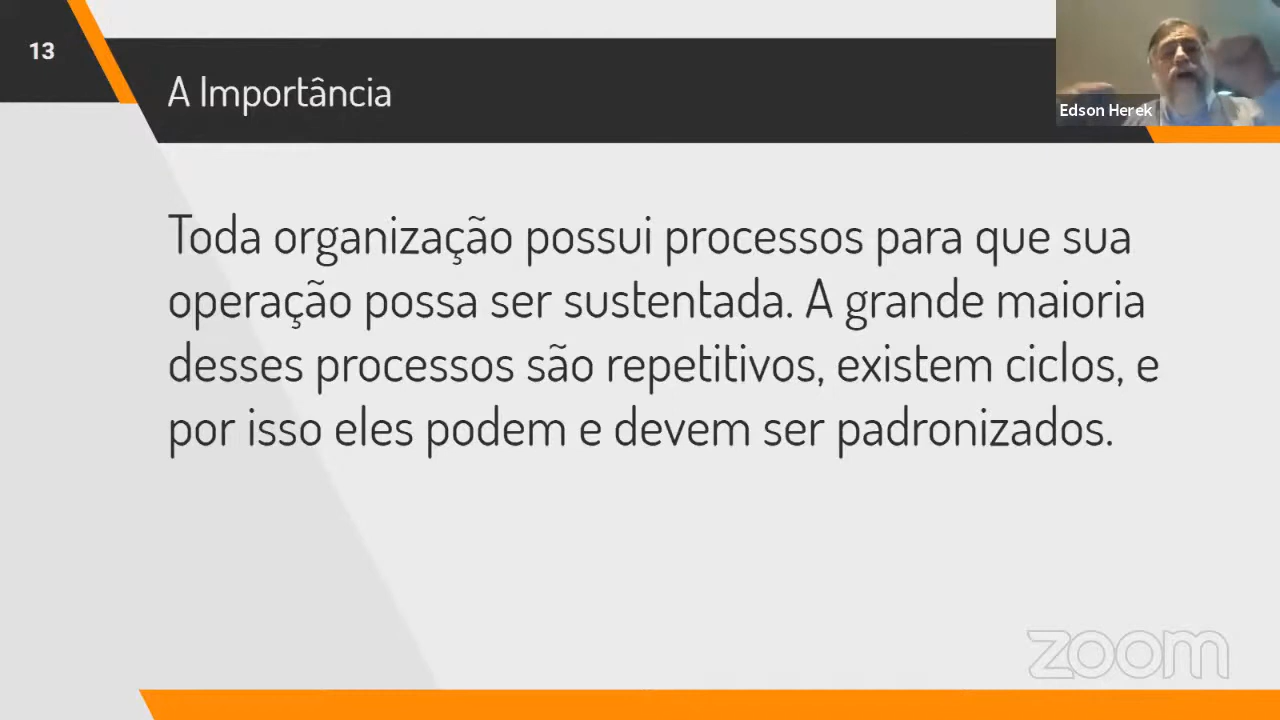 13
A Importância
Edson Herek
Toda organização possui processos para que sua
operação possa ser sustentada. A grande maioria
desses processos são repetitivos, existem ciclos, e
por isso eles podem e devem ser padronizados.
zoom